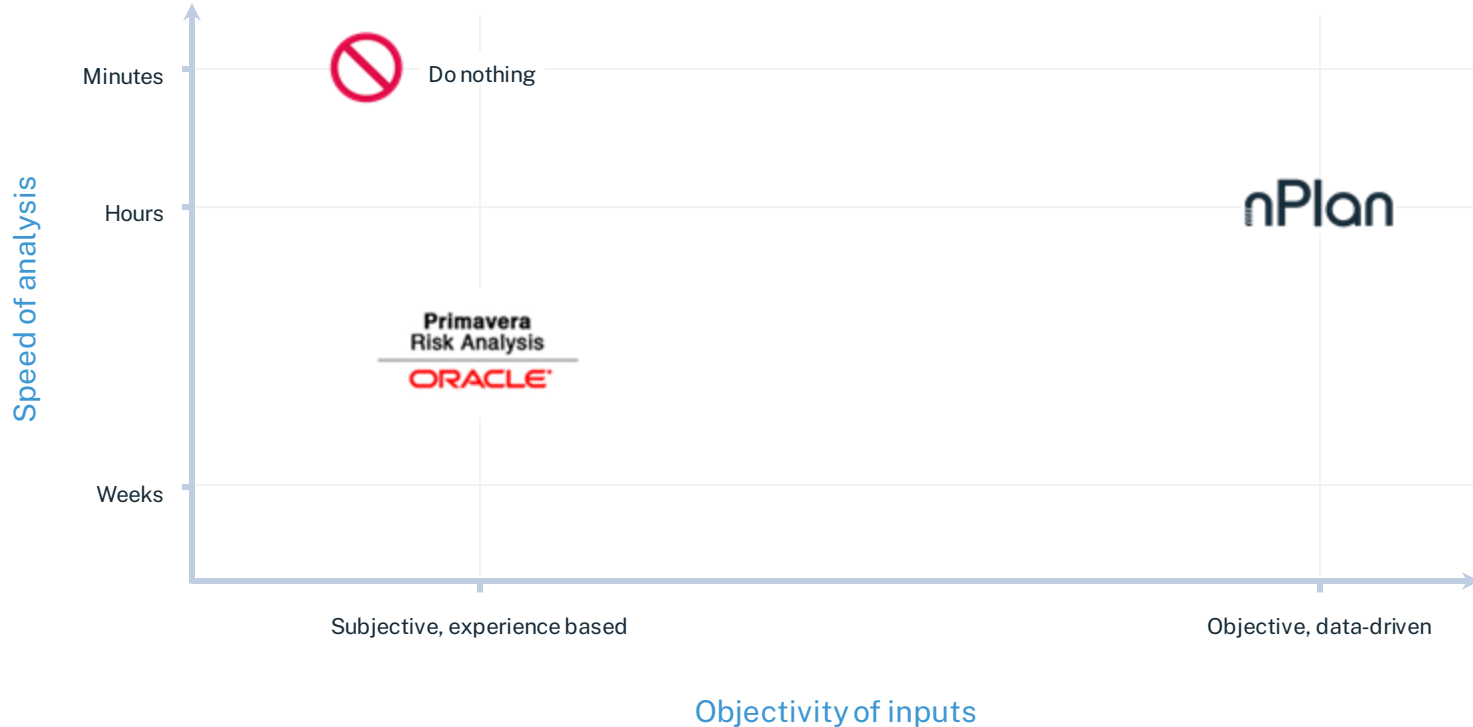 Minutes
Do nothing
Hours
nPlan
Speed of analysis
Primavera
Risk Analysis
ORACLE
Weeks
Subjective, experience based
Objective, data-driven
Objectivity of inputs